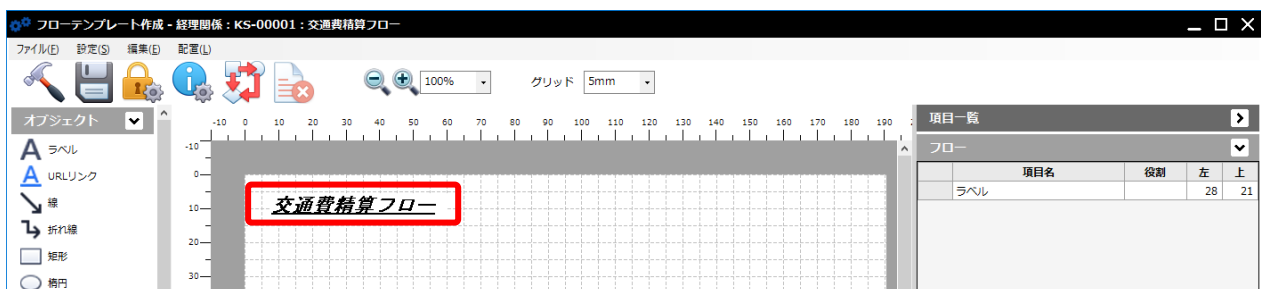 フローテンプレート作成 - 経理関係：KS-00001：交通費精算フロー
ファイル(F) 設定(S) 編集(E) 配置(L)
100% グリッド 5mm
オブジェクト
ラベル
URLリンク
線
折れ線
矩形
楕円
-10 0 10 20 30 40 50 60 70 80 90 100 110 120 130 140 150 160 170 180 190
-10
0
10
20
30
交通費精算フロー
項目一覧
フロー
項目名 役割 左 上
ラベル 28 21